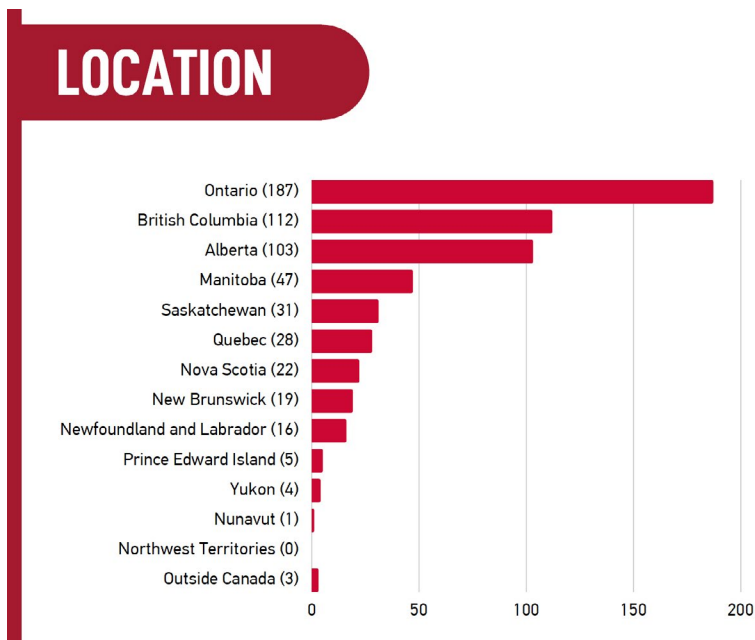 LOCATION
Ontario (187)
British Columbia (112)
Alberta (103)
Manitoba (47)
Saskatchewan (31)
Quebec (28)
Nova Scotia (22)
New Brunswick (19)
Newfoundland and Labrador (16)
Prince Edward Island (5)
Yukon (4)
Nunavut (1)
Northwest Territories (0)
Outside Canada (3)
0 50 100 150 200